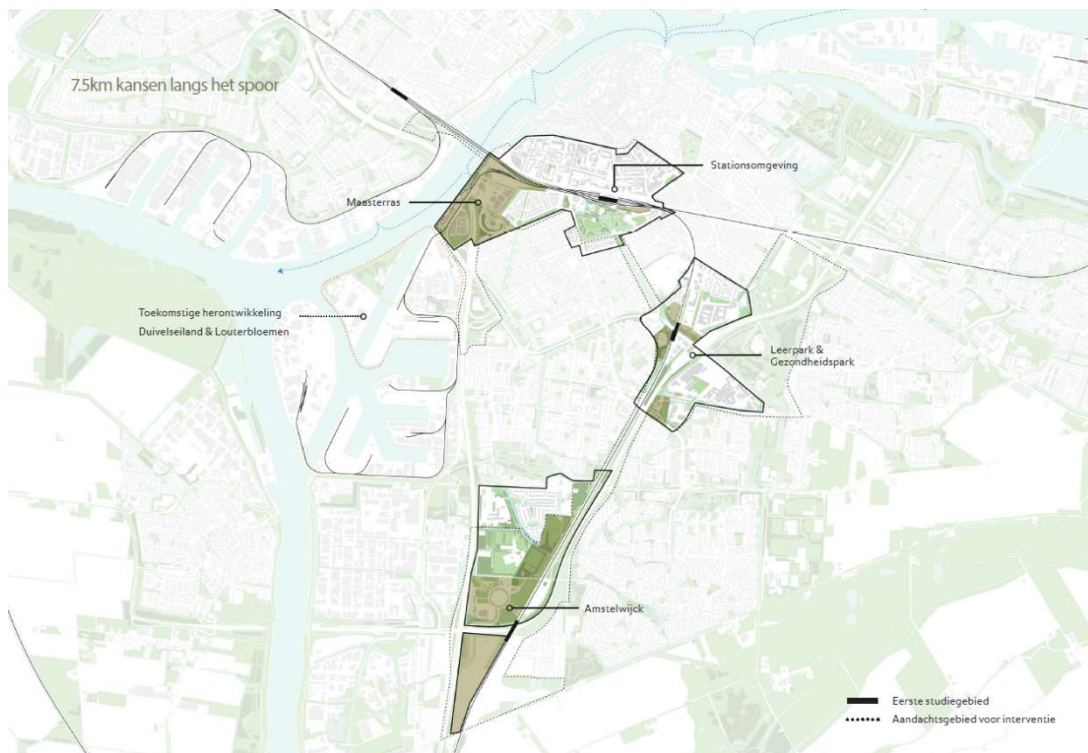 7.5km kansen langs het spoor
Stationsomgeving
Maasterras
Toekomstige herontwikkeling
Duivelseiland & Louterbloemen
Leerpark &
Gezondheidspark
Amstelwijck
Eerste studiegebied
Aandachtsgebied voor interventie